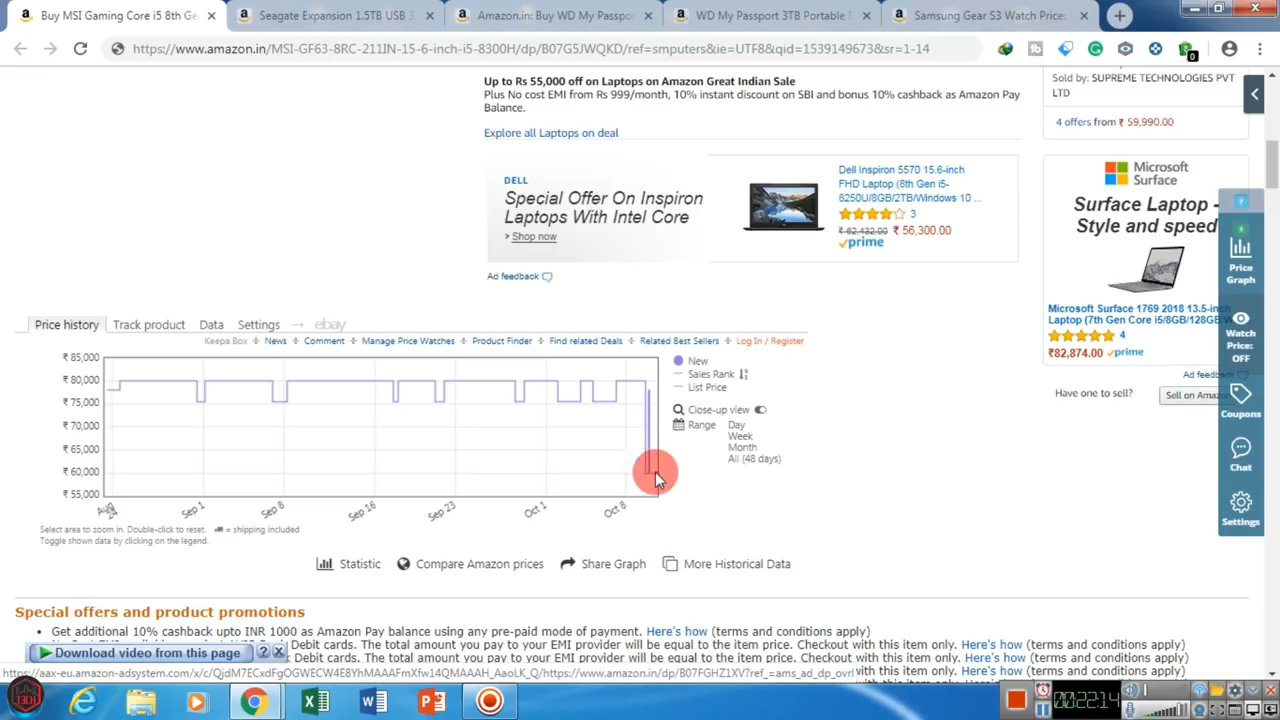 Buy MSI Gaming Core i5 8th Ge
Seagate Expansion 1.5TB USB 3
Amazon.in: Buy WD My Passpo
WD My Passport 3TB Portable
Samsung Gear S3 Watch Price:
https://www.amazon.in/MSI-GF63-8RC-211IN-15-6-inch-i5-8300H/dp/B07G5JWQKD/ref=smputers&ie=UTF8&qid=1539149673&sr=1-14
0
Up to Rs 55,000 off on Laptops on Amazon Great Indian Sale
Plus No cost EMI from Rs 999/month, 10% instant discount on SBI and bonus 10% cashback as Amazon Pay
Balance.
Explore all Laptops on deal
Sold by: SUPREME TECHNOLOGIES PVT
LTD
4 offers from ₹ 59,990.00
DELL
Special Offer On Inspiron
Laptops With Intel Core
Shop now
Dell Inspiron 5570 15.6-inch
FHD Laptop (8th Gen i5-
8250U/8GB/2TB/Windows 10 ...
3
₹ 62,432.00 ₹ 56,300.00
prime
Ad feedback
Microsoft
Surface
Surface Laptop -
Style and speed
Microsoft Surface 1769 2018 13.5-inch
Laptop (7th Gen Core i5/8GB/128GB/W
4
₹82,874.00 prime
Ad feedback
Have one to sell?
Sell on Amazon
Price
Graph
Watch
Price:
OFF
Coupons
Chat
Settings
Price history
Track product
Data
Settings
ebay
Keepa Box
News
Comment
Manage Price Watches
Product Finder
Find related Deals
Related Best Sellers
Log In / Register
₹ 85,000
₹ 80,000
₹ 75,000
₹ 70,000
₹ 65,000
₹ 60,000
₹ 55,000
Sep 1
Sep 8
Sep 16
Sep 23
Oct 1
Oct 8
New
Sales Rank
List Price
Close-up view
Range
Day
Week
Month
All (48 days)
Select area to zoom in. Double-click to reset. = shipping included
Toggle shown data by clicking on the legend.
Statistic
Compare Amazon prices
Share Graph
More Historical Data
Special offers and product promotions
Get additional 10% cashback upto INR 1000 as Amazon Pay balance using any pre-paid mode of payment. Here's how (terms and conditions apply)
Debit cards. The total amount you pay to your EMI provider will be equal to the item price. Checkout with this item only. Here's how (terms and conditions apply)
Download video from this page ?
Debit cards. The total amount you pay to your EMI provider will be equal to the item price. Checkout with this item only. Here's how (terms and conditions apply)
00:22:14